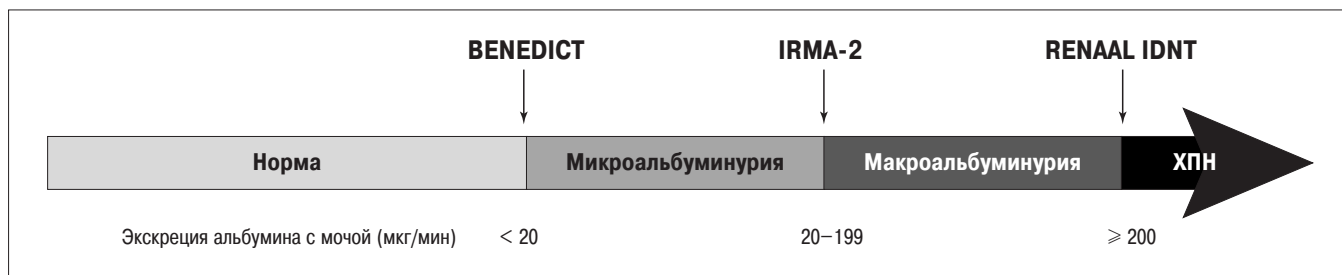 BENEDICT IRMA-2 RENAAL IDNT
Норма Микроальбуминурия Макроальбуминурия ХПН
Экскреция альбумина с мочой (мкг/мин) < 20 20–199 ⩾ 200